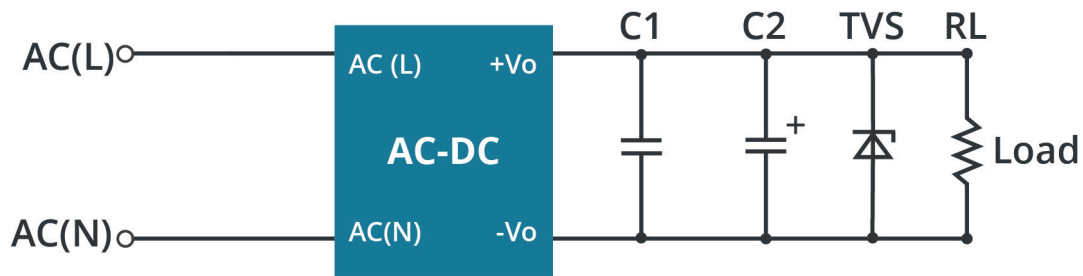 C1 C2 TVS RL
AC(L)
AC (L) +Vo
AC-DC
+
Load
AC(N)
AC(N) -Vo